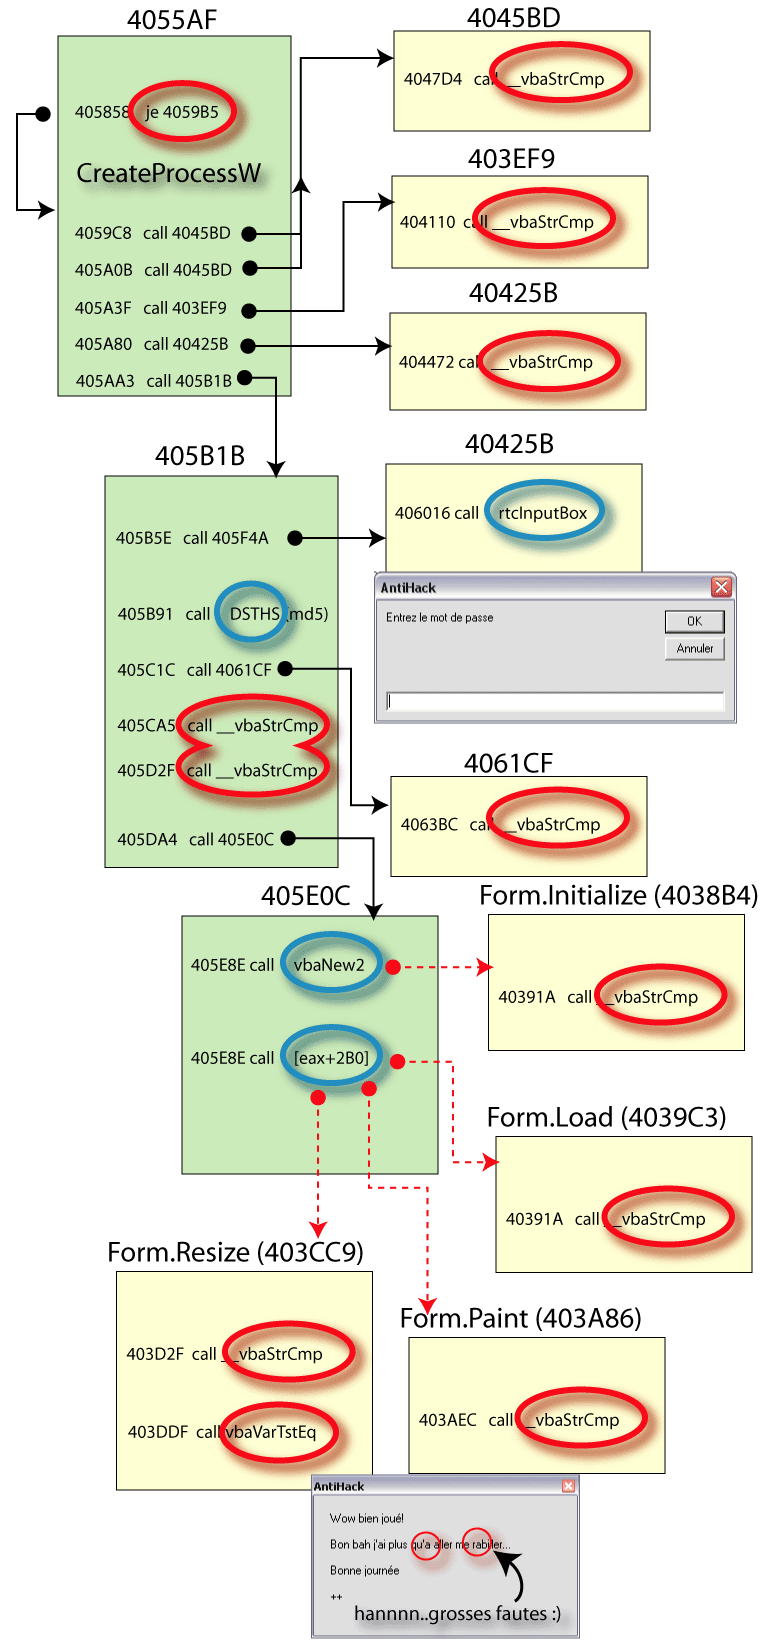 4055AF
405858 je 4059B5
CreateProcessW
4059C8 call 4045BD
405A0B call 4045BD
405A3F call 403EF9
405A80 call 40425B
405AA3 call 405B1B
4045BD
4047D4 call __vbaStrCmp
403EF9
404110 call __vbaStrCmp
40425B
404472 call __vbaStrCmp
405B1B
405B5E call 405F4A
405B91 call DSTHS (md5)
405C1C call 4061CF
405CA5 call __vbaStrCmp
405D2F call __vbaStrCmp
405DA4 call 405E0C
40425B
406016 call rtcInputBox
AntiHack
Entrez le mot de passe
OK
Annuler
4061CF
4063BC call __vbaStrCmp
405E0C
405E8E call vbaNew2
405E8E call [eax+2B0]
Form.Initialize (4038B4)
40391A call __vbaStrCmp
Form.Load (4039C3)
40391A call __vbaStrCmp
Form.Resize (403CC9)
403D2F call __vbaStrCmp
403DDF call vbaVarTstEq
Form.Paint (403A86)
403AEC call __vbaStrCmp
AntiHack
Wow bien joué!
Bon bah j'ai plus qu'a aller me rabiller...
Bonne journée
++
hannnn..grosses fautes :)